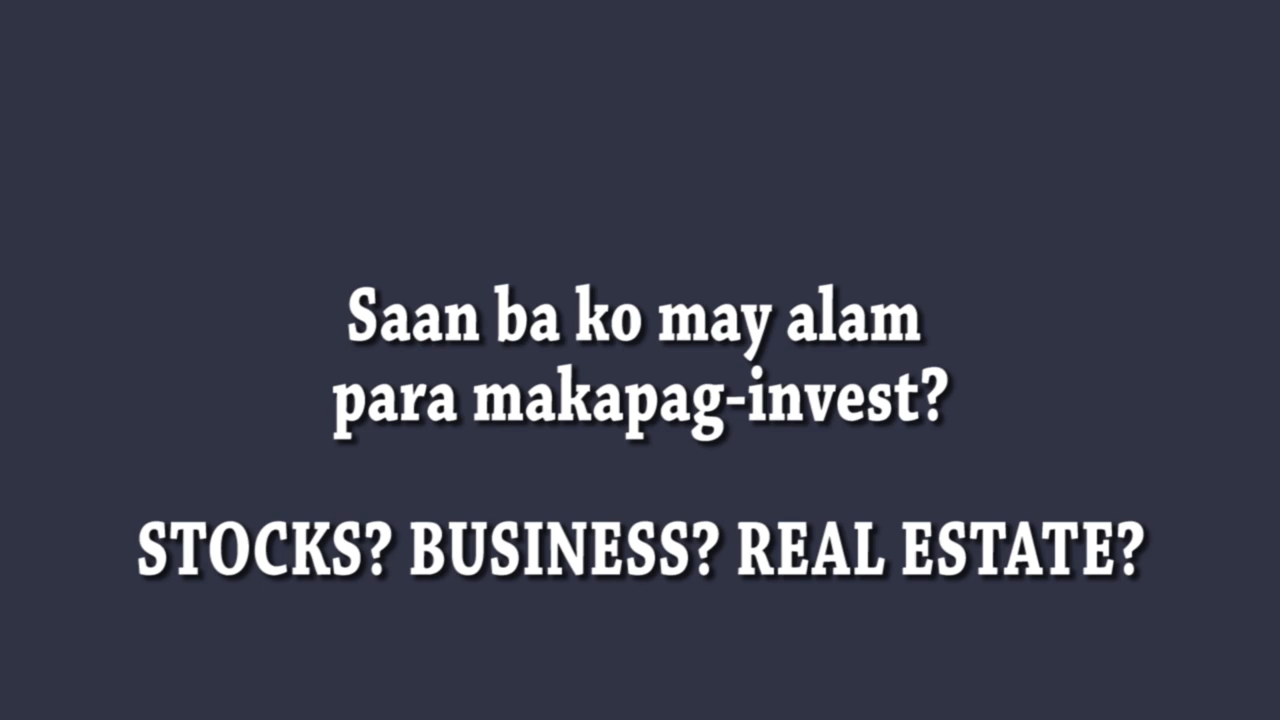 Saan ba ko may alam
para makapag-invest?
STOCKS? BUSINESS? REAL ESTATE?